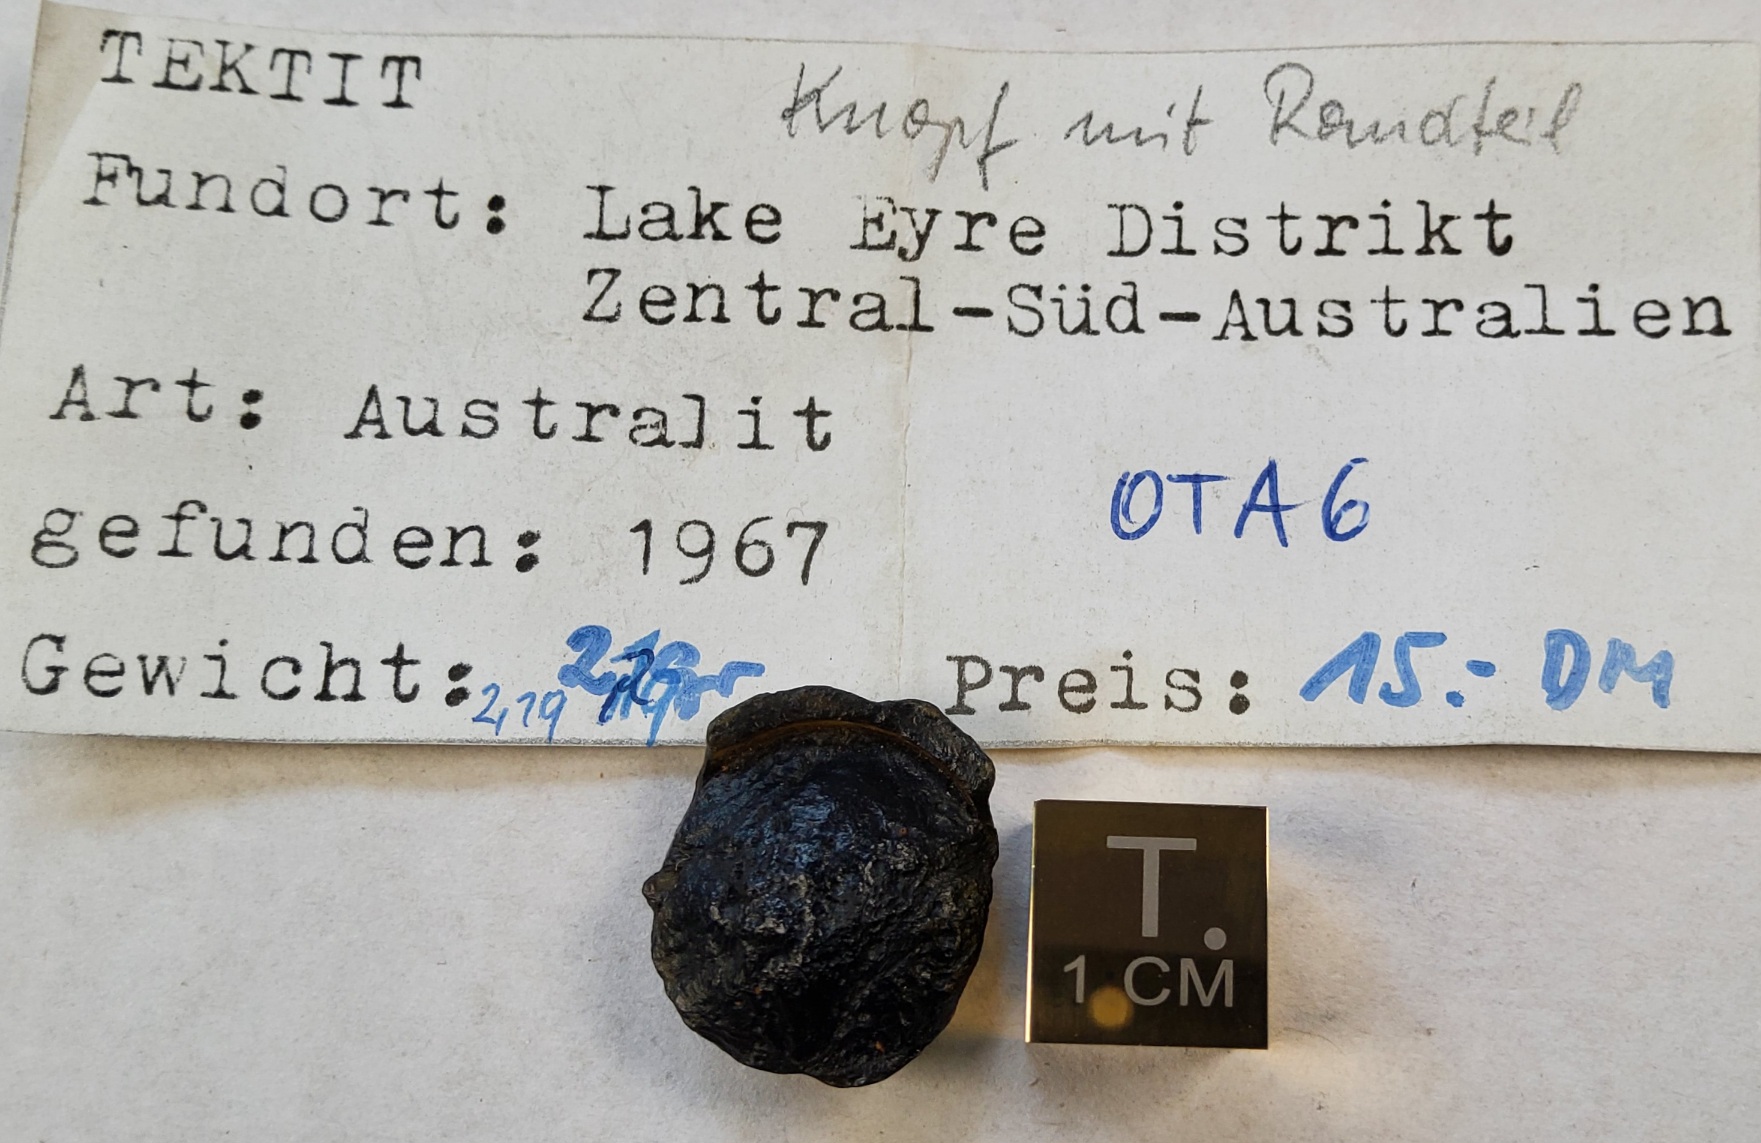 TEKTIT
Knopf mit Randteil
Fundort: Lake Eyre Distrikt
Zentral-Süd-Australien
Art: Australit
OTA6
gefunden: 1967
Gewicht: 2,19
Preis: 15.- DM
T.
1 CM